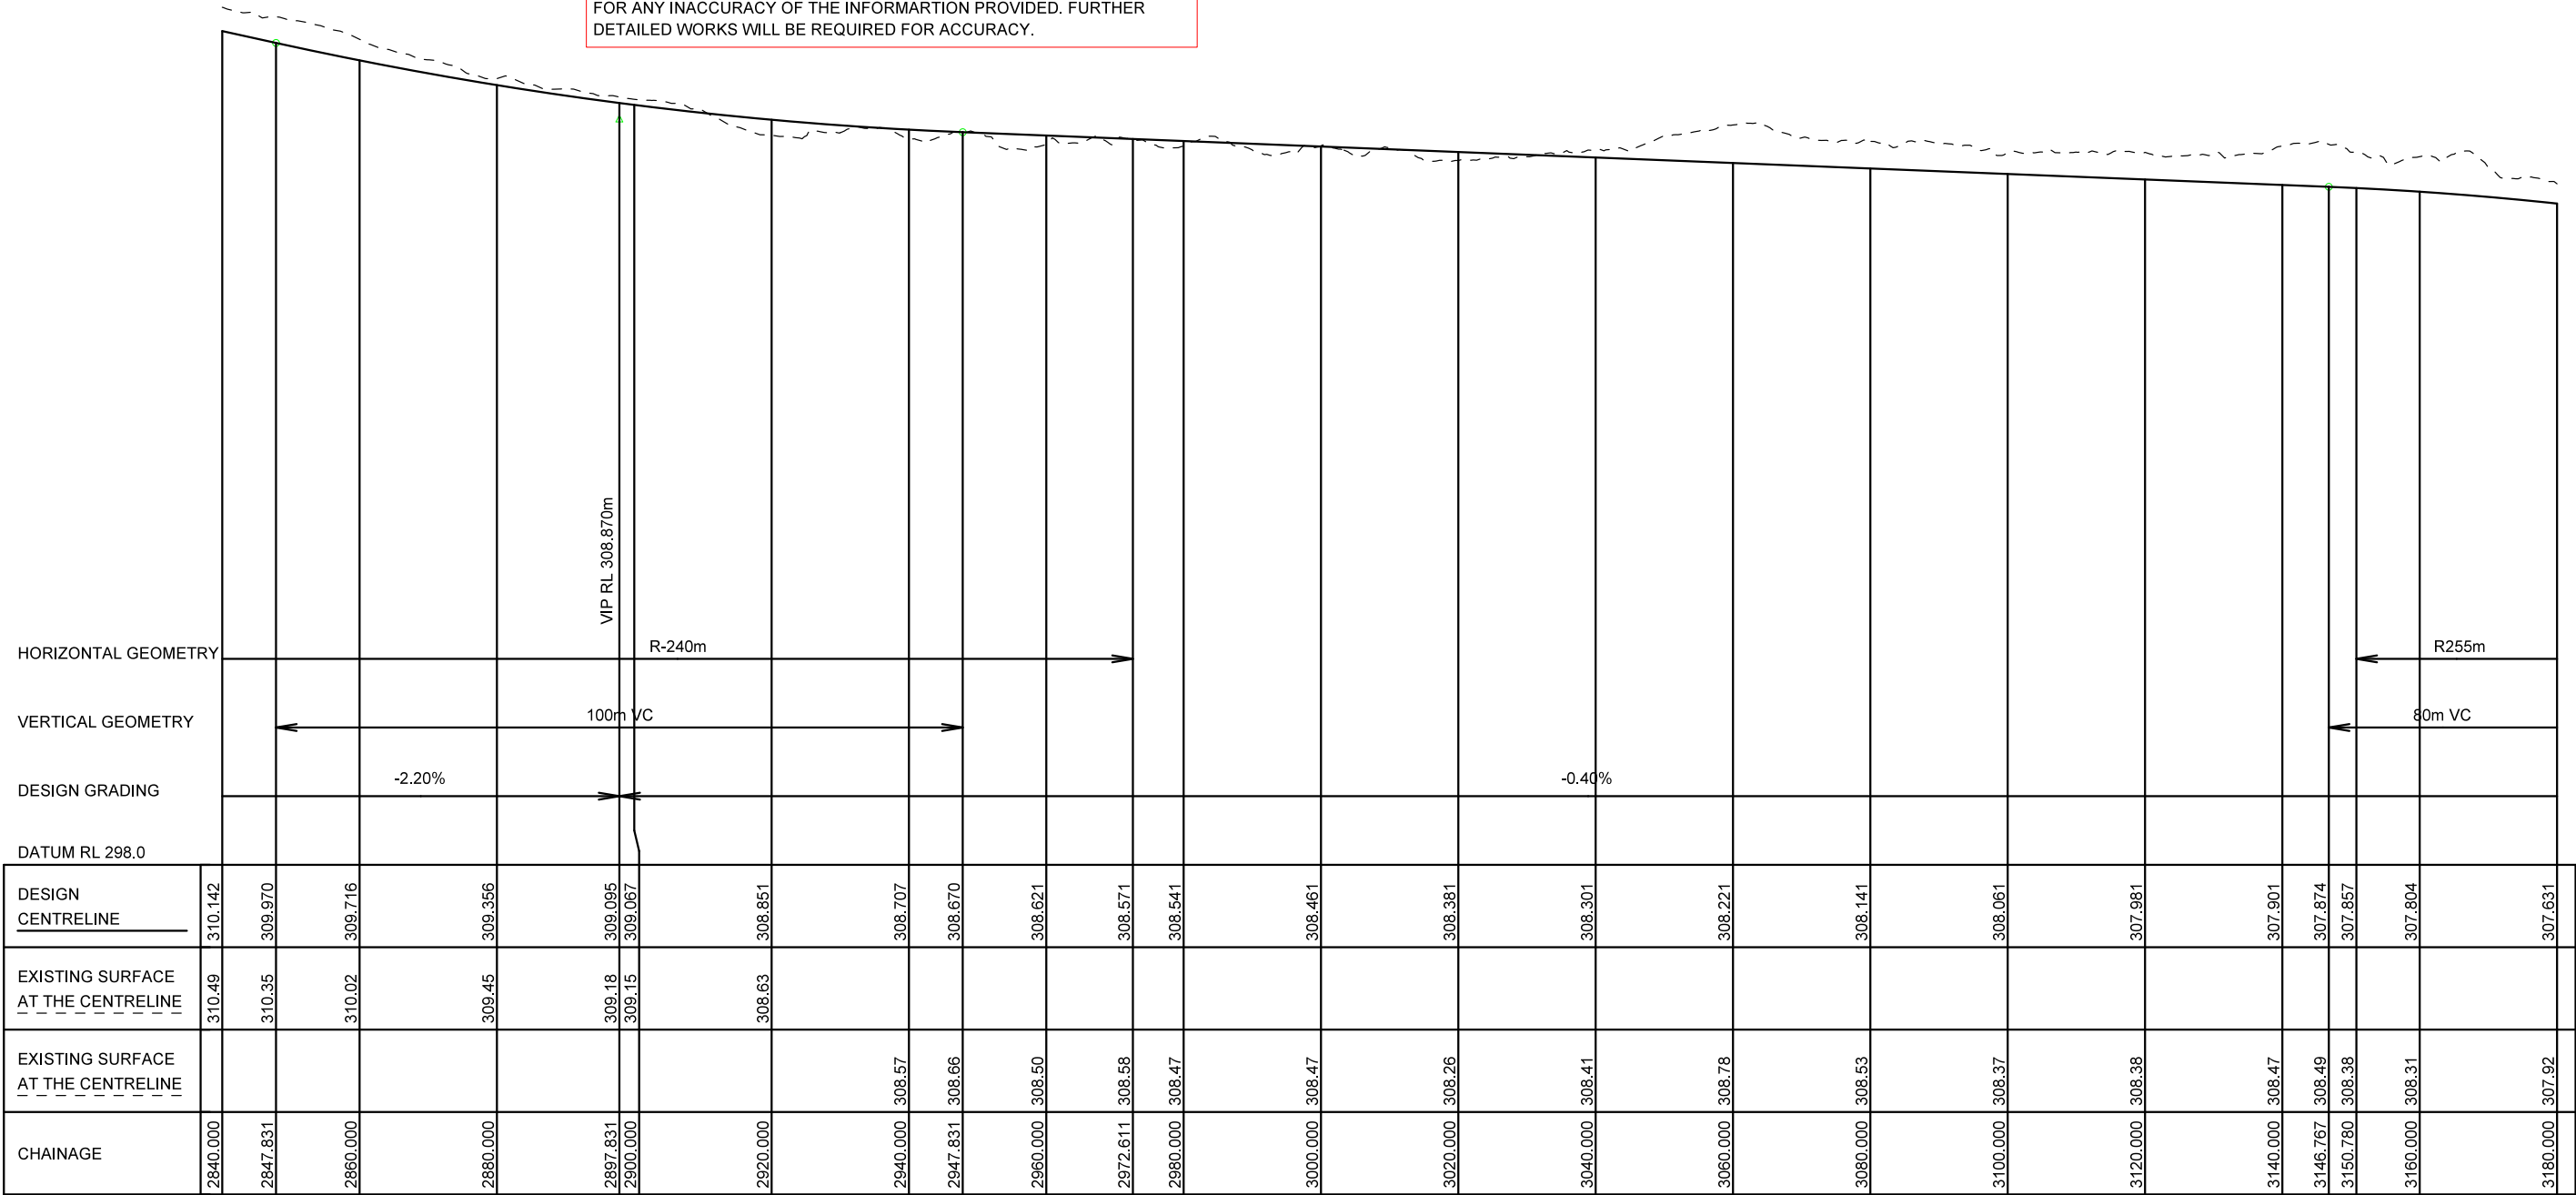 FOR ANY INACCURACY OF THE INFORMARTION PROVIDED. FURTHER
DETAILED WORKS WILL BE REQUIRED FOR ACCURACY.
VIP RL 308.870m
HORIZONTAL GEOMETRY
R-240m
R255m
VERTICAL GEOMETRY
100m VC
80m VC
DESIGN GRADING
-2.20%
-0.40%
DATUM RL 298.0
DESIGN
CENTRELINE
310.142 309.970 309.716 309.356 309.095 309.067 308.851 308.707 308.670 308.621 308.571 308.541 308.461 308.381 308.301 308.221 308.141 308.061 307.981 307.901 307.874 307.857 307.804 307.631
EXISTING SURFACE
AT THE CENTRELINE
310.49 310.35 310.02 309.45 309.18 309.15 308.63
EXISTING SURFACE
AT THE CENTRELINE
308.57 308.66 308.50 308.58 308.47 308.47 308.26 308.41 308.78 308.53 308.37 308.38 308.47 308.49 308.38 308.31 307.92
CHAINAGE
2840.000 2847.831 2860.000 2880.000 2897.831 2900.000 2920.000 2940.000 2947.831 2960.000 2972.611 2980.000 3000.000 3020.000 3040.000 3060.000 3080.000 3100.000 3120.000 3140.000 3146.767 3150.780 3160.000 3180.000